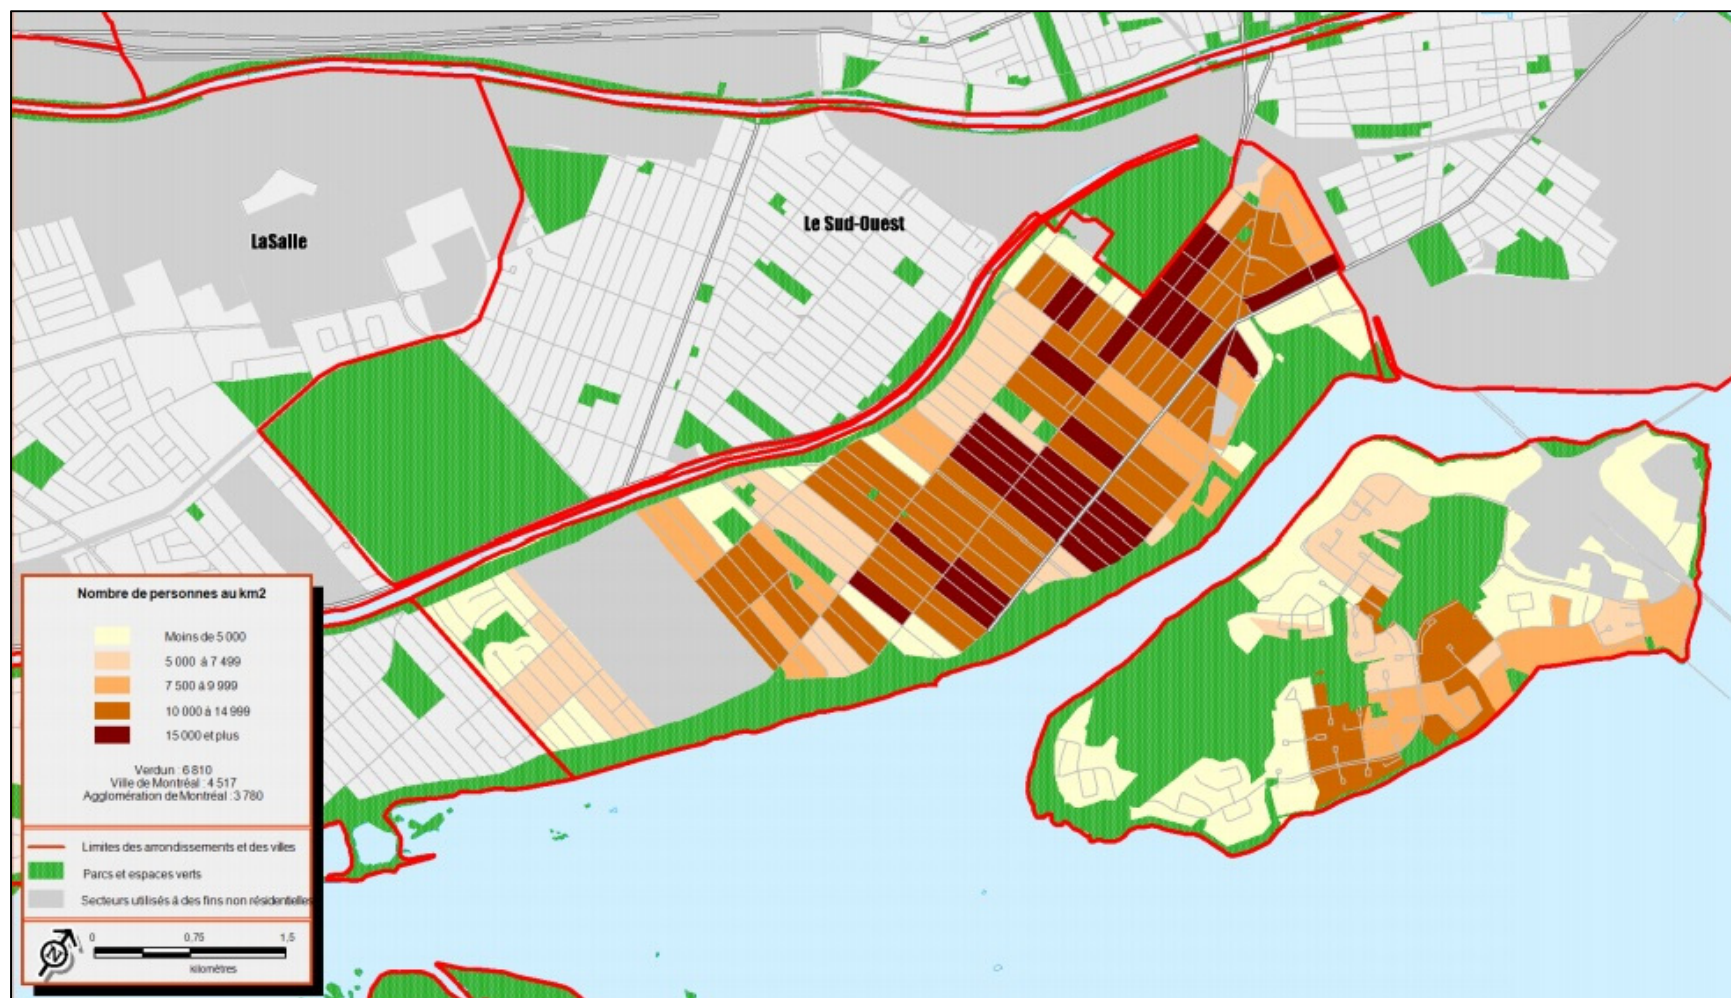 LaSalle
Le Sud-Ouest
Nombre de personnes au km2
Moins de 5 000
5 000 à 7 499
7 500 à 9 999
10 000 à 14 999
15 000 et plus
Verdun : 6 810
Ville de Montréal : 4 517
Agglomération de Montréal : 3 780
Limites des arrondissements et des villes
Parcs et espaces verts
Secteurs utilisés à des fins non résidentielles
N
0 0,75 1,5
kilomètres